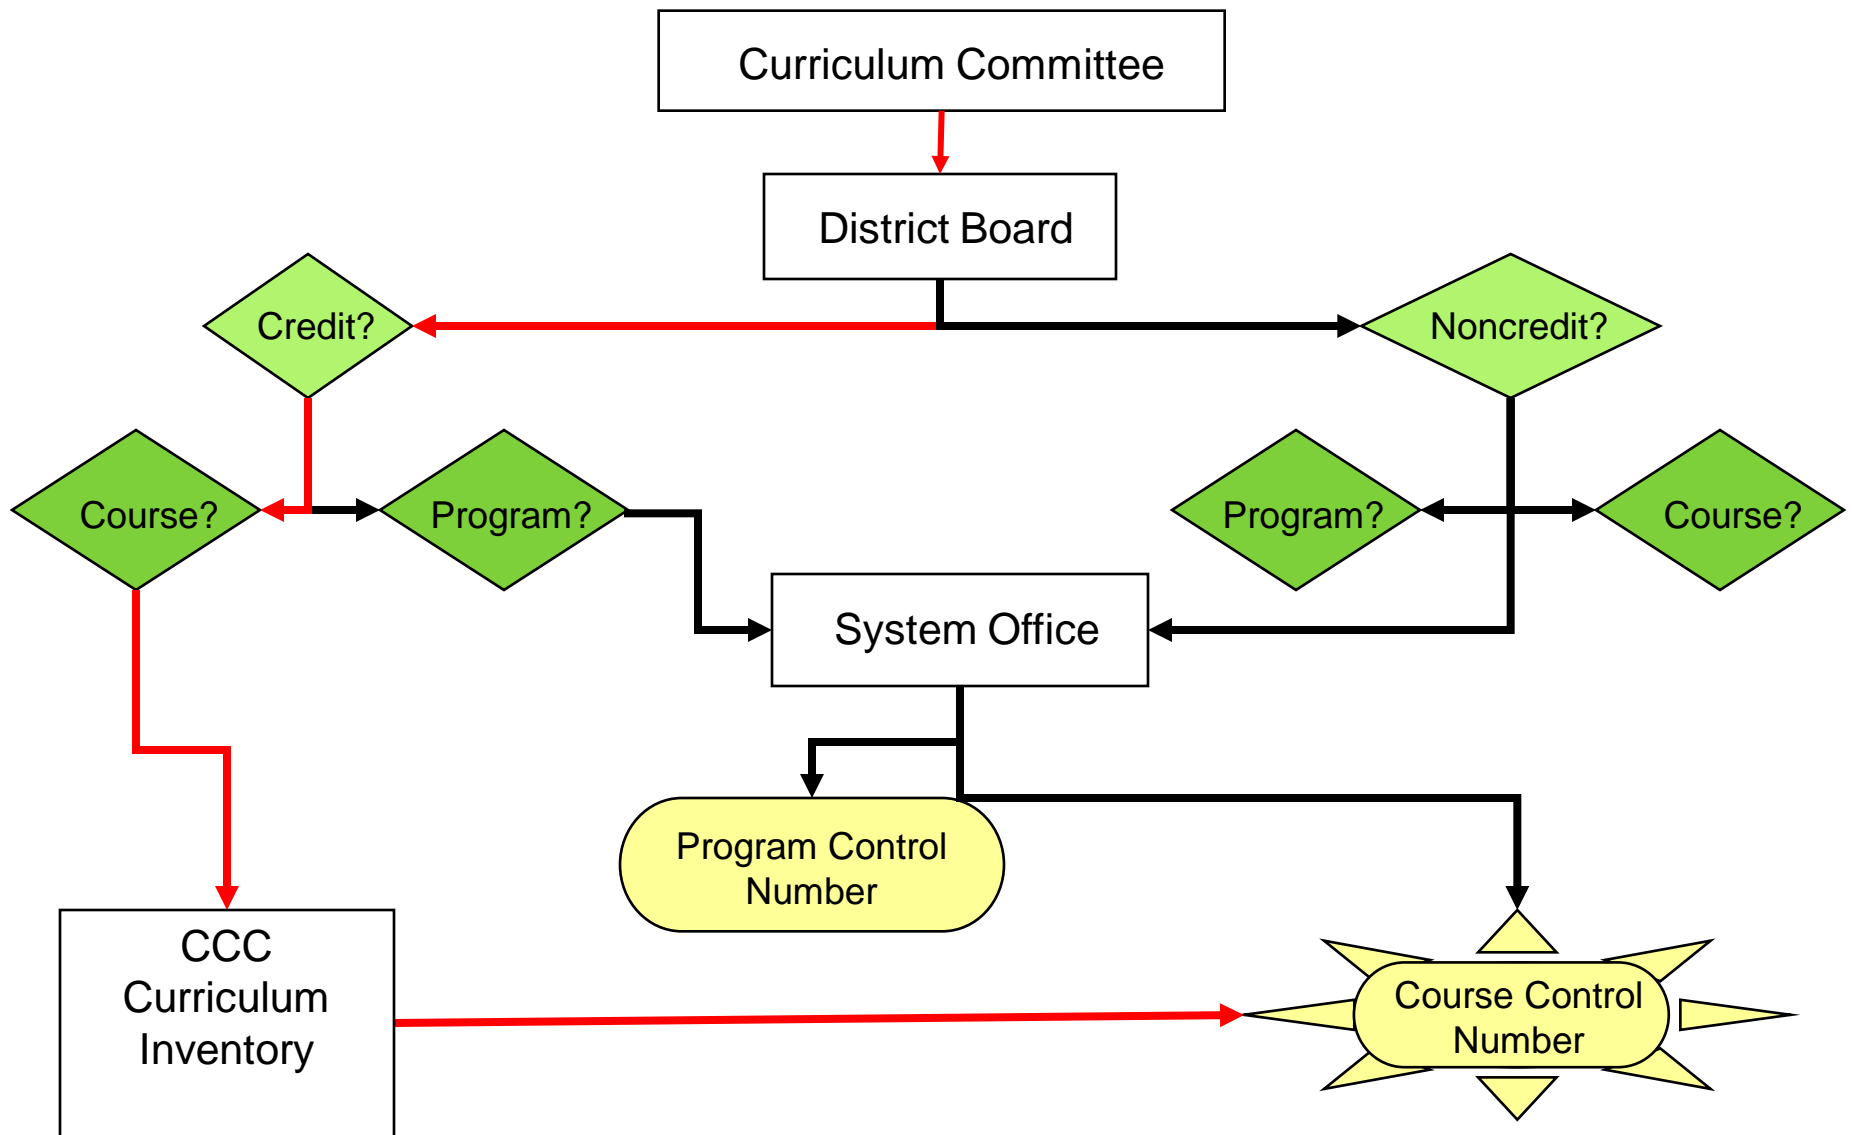 Curriculum Committee
District Board
Credit?
Noncredit?
Course?
Program?
Program?
Course?
System Office
Program Control
Number
CCC
Curriculum
Inventory
Course Control
Number